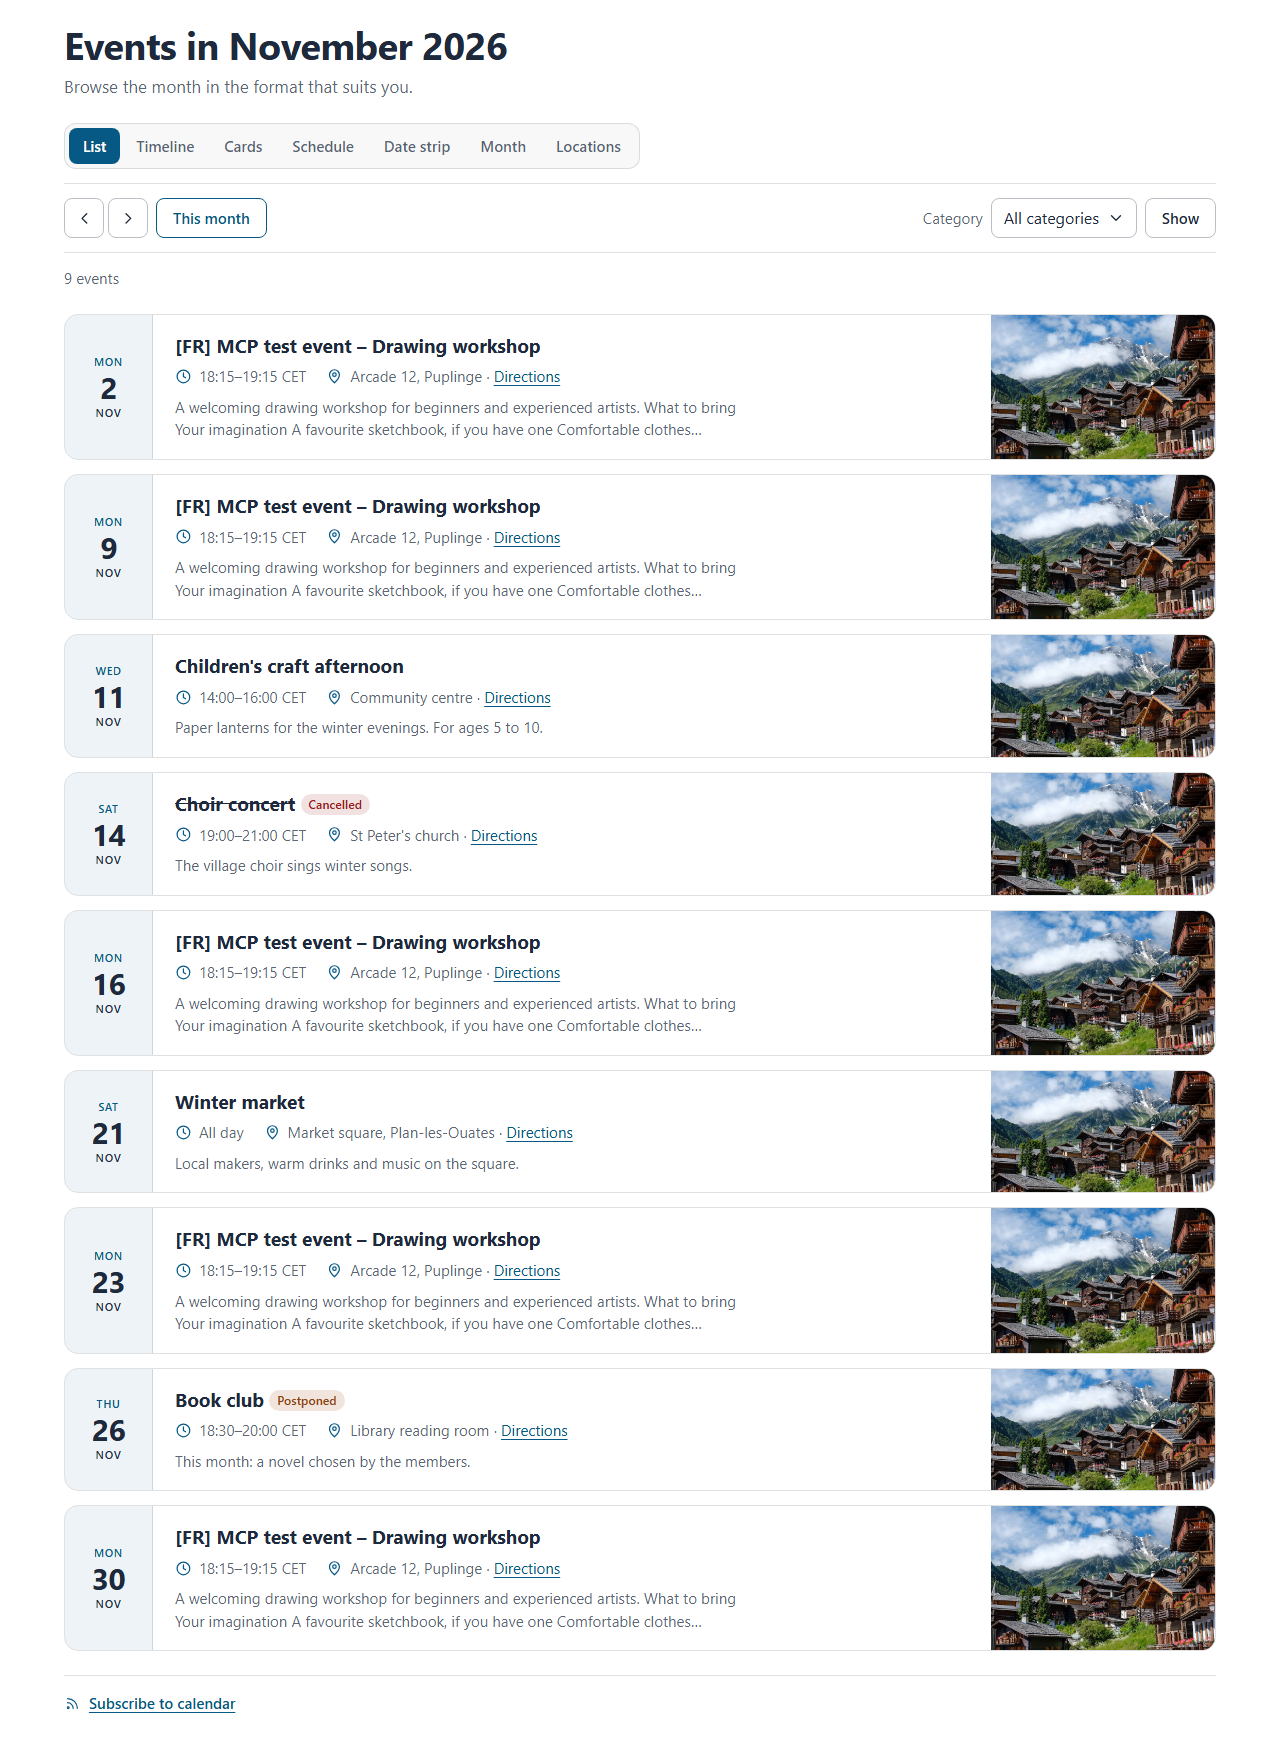 Events in November 2026
Browse the month in the format that suits you.
List Timeline Cards Schedule Date strip Month Locations
This month Category All categories Show
9 events
MON
2
NOV
[FR] MCP test event – Drawing workshop
18:15–19:15 CET Arcade 12, Puplinge · Directions
A welcoming drawing workshop for beginners and experienced artists. What to bring
Your imagination A favourite sketchbook, if you have one Comfortable clothes...
MON
9
NOV
[FR] MCP test event – Drawing workshop
18:15–19:15 CET Arcade 12, Puplinge · Directions
A welcoming drawing workshop for beginners and experienced artists. What to bring
Your imagination A favourite sketchbook, if you have one Comfortable clothes...
WED
11
NOV
Children's craft afternoon
14:00–16:00 CET Community centre · Directions
Paper lanterns for the winter evenings. For ages 5 to 10.
SAT
14
NOV
Choir concert Cancelled
19:00–21:00 CET St Peter's church · Directions
The village choir sings winter songs.
MON
16
NOV
[FR] MCP test event – Drawing workshop
18:15–19:15 CET Arcade 12, Puplinge · Directions
A welcoming drawing workshop for beginners and experienced artists. What to bring
Your imagination A favourite sketchbook, if you have one Comfortable clothes...
SAT
21
NOV
Winter market
All day Market square, Plan-les-Ouates · Directions
Local makers, warm drinks and music on the square.
MON
23
NOV
[FR] MCP test event – Drawing workshop
18:15–19:15 CET Arcade 12, Puplinge · Directions
A welcoming drawing workshop for beginners and experienced artists. What to bring
Your imagination A favourite sketchbook, if you have one Comfortable clothes...
THU
26
NOV
Book club Postponed
18:30–20:00 CET Library reading room · Directions
This month: a novel chosen by the members.
MON
30
NOV
[FR] MCP test event – Drawing workshop
18:15–19:15 CET Arcade 12, Puplinge · Directions
A welcoming drawing workshop for beginners and experienced artists. What to bring
Your imagination A favourite sketchbook, if you have one Comfortable clothes...
Subscribe to calendar